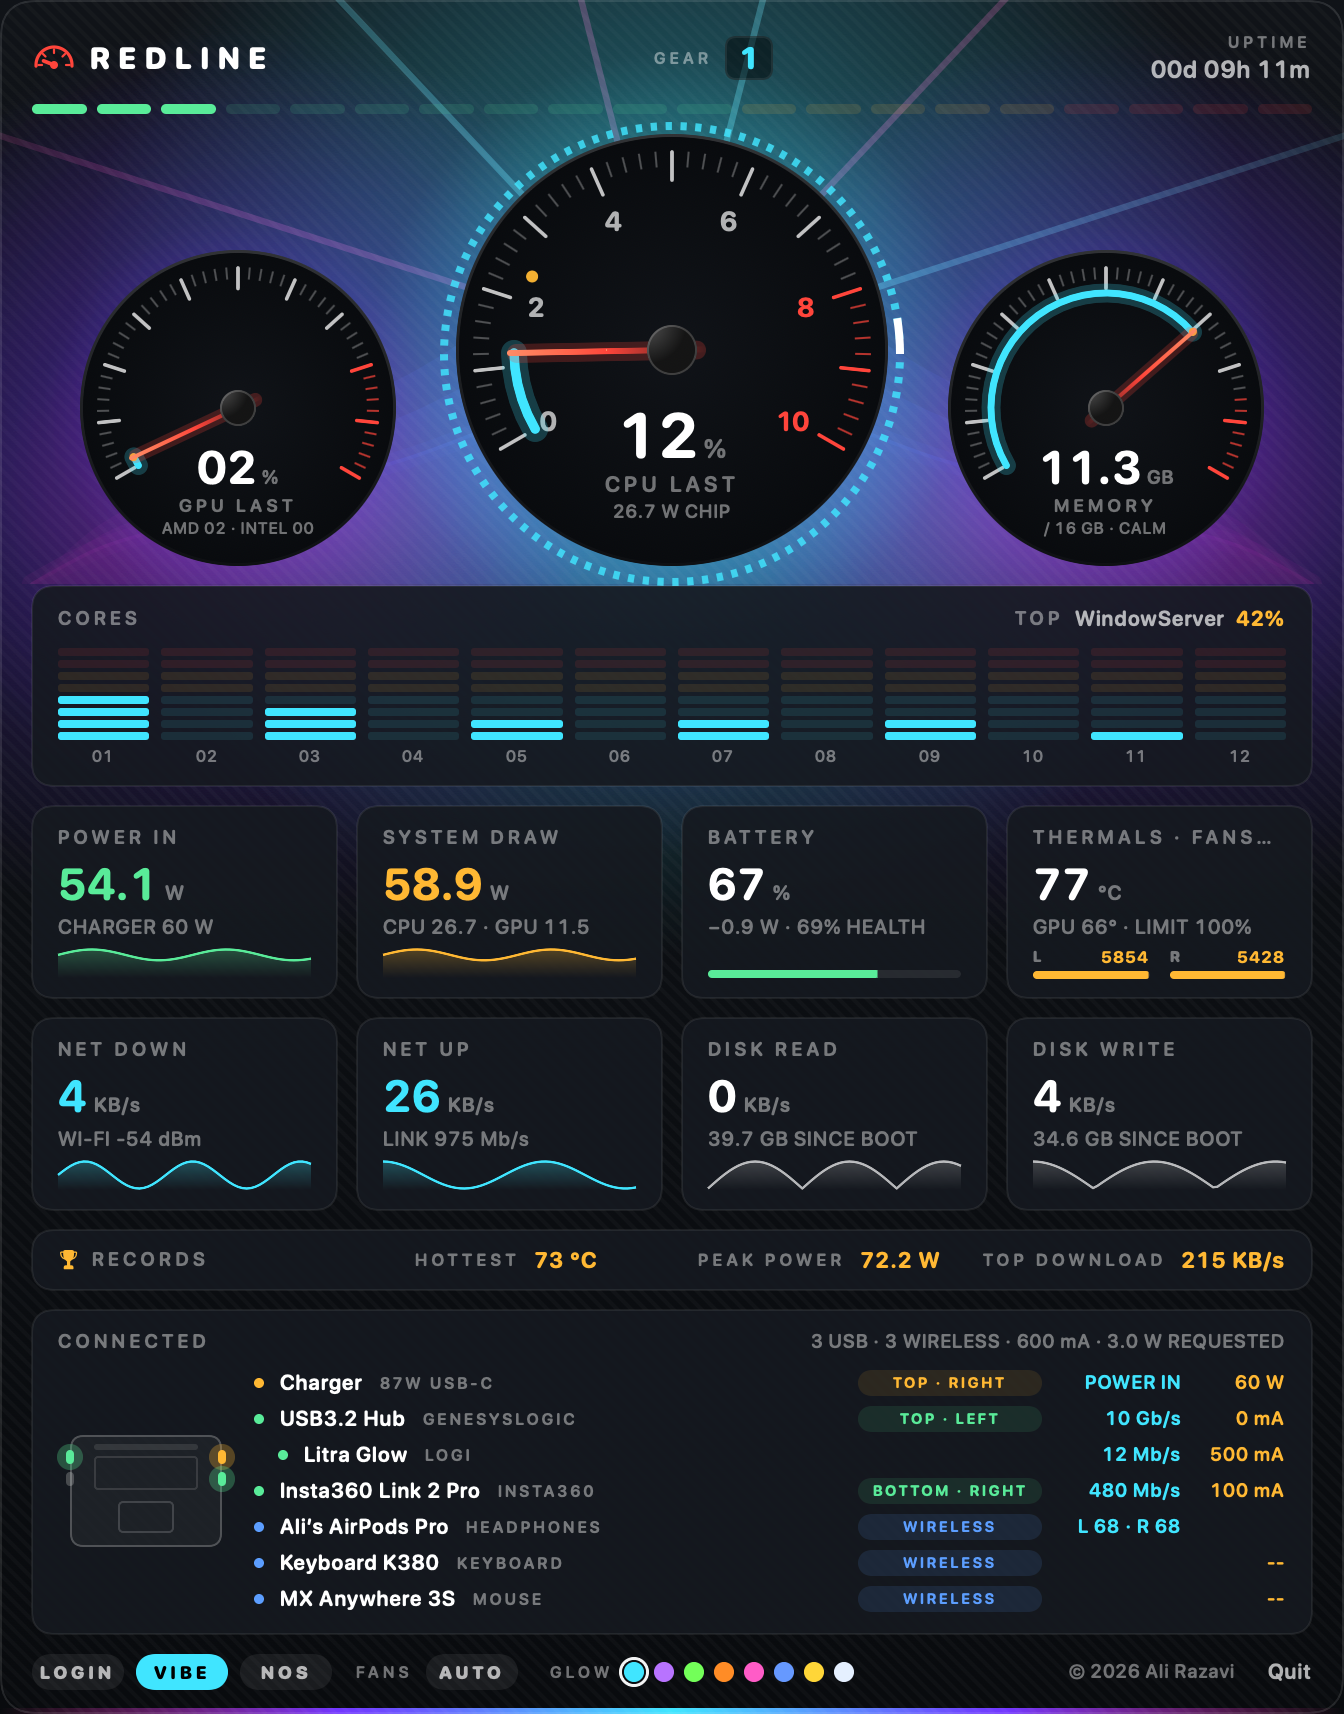 REDLINE
GEAR 1
UPTIME
00d 09h 11m
4 6
2 8
0 10
12 %
CPU LAST
26.7 W CHIP
02 %
GPU LAST
AMD 02 · INTEL 00
11.3 GB
MEMORY
/ 16 GB · CALM
CORES TOP WindowServer 42%
01 02 03 04 05 06 07 08 09 10 11 12
POWER IN
54.1 W
CHARGER 60 W
SYSTEM DRAW
58.9 W
CPU 26.7 · GPU 11.5
BATTERY
67 %
−0.9 W · 69% HEALTH
THERMALS · FANS...
77 °C
GPU 66° · LIMIT 100%
L 5854 R 5428
NET DOWN
4 KB/s
WI-FI -54 dBm
NET UP
26 KB/s
LINK 975 Mb/s
DISK READ
0 KB/s
39.7 GB SINCE BOOT
DISK WRITE
4 KB/s
34.6 GB SINCE BOOT
RECORDS HOTTEST 73 °C PEAK POWER 72.2 W TOP DOWNLOAD 215 KB/s
CONNECTED 3 USB · 3 WIRELESS · 600 mA · 3.0 W REQUESTED
Charger 87W USB-C TOP · RIGHT POWER IN 60 W
USB3.2 Hub GENESYSLOGIC TOP · LEFT 10 Gb/s 0 mA
Litra Glow LOGI 12 Mb/s 500 mA
Insta360 Link 2 Pro INSTA360 BOTTOM · RIGHT 480 Mb/s 100 mA
Ali's AirPods Pro HEADPHONES WIRELESS L 68 · R 68
Keyboard K380 KEYBOARD WIRELESS --
MX Anywhere 3S MOUSE WIRELESS --
LOGIN VIBE NOS FANS AUTO GLOW © 2026 Ali Razavi Quit